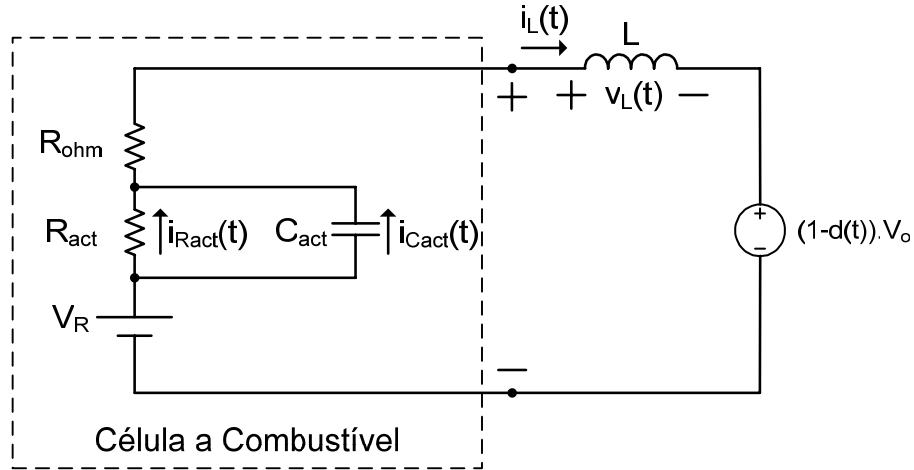 i_L(t)
L
+ + v_L(t) −
R_ohm
R_act
i_Ract(t)
C_act
i_Cact(t)
+
−
(1-d(t)).V_o
V_R
−
Célula a Combustível